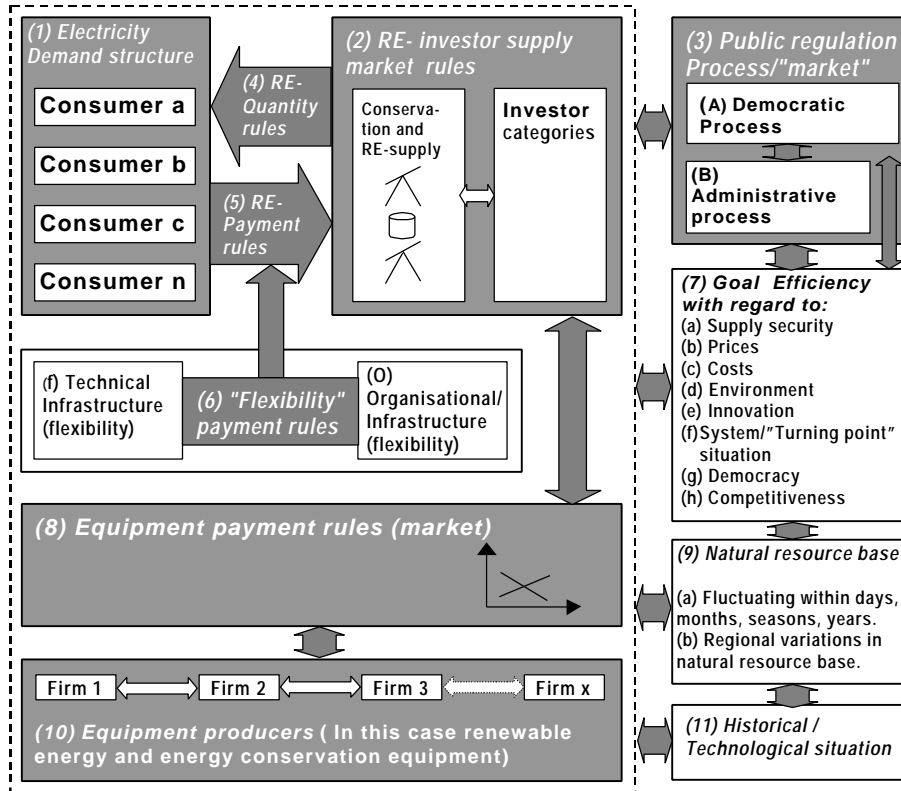 (1) Electricity
Demand structure
Consumer a
Consumer b
Consumer c
Consumer n
(4) RE-
Quantity
rules
(5) RE-
Payment
rules
(2) RE- investor supply
market rules
Conserva-
tion and
RE-supply
Investor
categories
(3) Public regulation
Process/"market"
(A) Democratic
Process
(B)
Administrative
process
(f) Technical
Infrastructure
(flexibility)
(6) "Flexibility"
payment rules
(O)
Organisational/
Infrastructure
(flexibility)
(7) Goal Efficiency
with regard to:
(a) Supply security
(b) Prices
(c) Costs
(d) Environment
(e) Innovation
(f)System/"Turning point"
situation
(g) Democracy
(h) Competitiveness
(8) Equipment payment rules (market)
(9) Natural resource base
(a) Fluctuating within days,
months, seasons, years.
(b) Regional variations in
natural resource base.
Firm 1
Firm 2
Firm 3
Firm x
(10) Equipment producers ( In this case renewable
energy and energy conservation equipment)
(11) Historical /
Technological situation